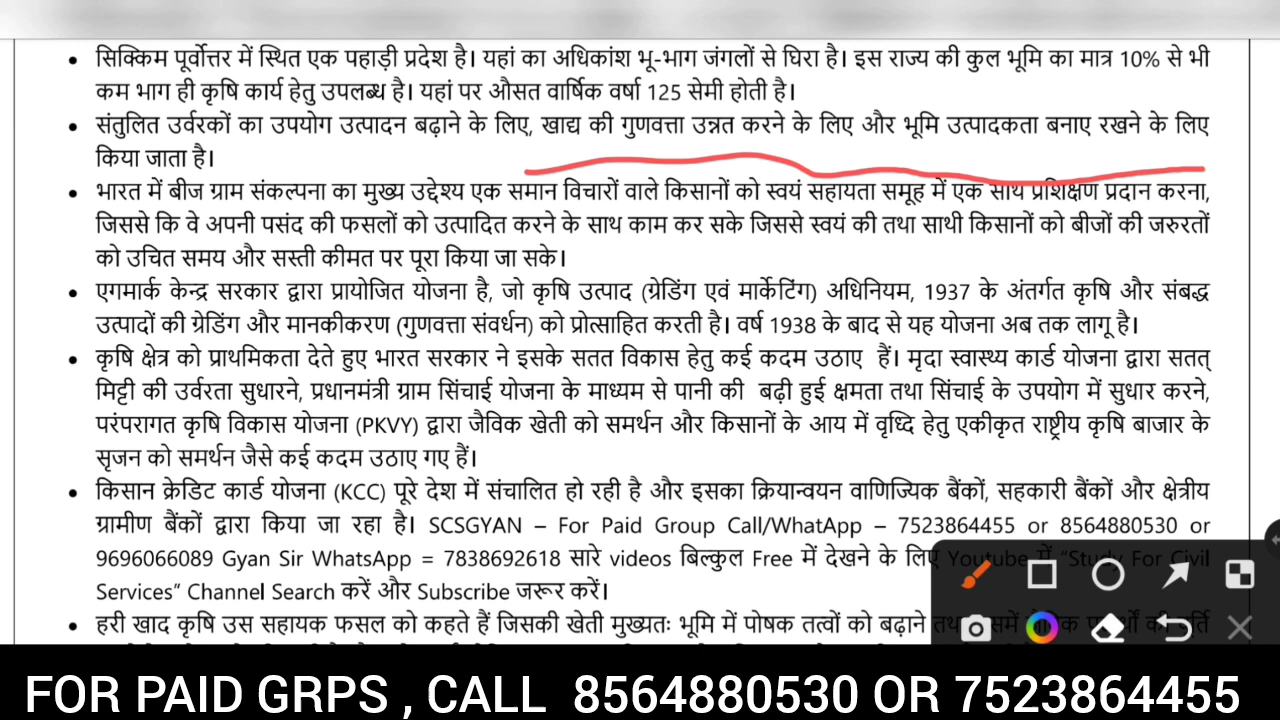 सिक्किम पूर्वोत्तर में स्थित एक पहाड़ी प्रदेश है। यहां का अधिकांश भू-भाग जंगलों से घिरा है। इस राज्य की कुल भूमि का मात्र 10% से भी
कम भाग ही कृषि कार्य हेतु उपलब्ध है। यहां पर औसत वार्षिक वर्षा 125 सेमी होती है।
संतुलित उर्वरकों का उपयोग उत्पादन बढ़ाने के लिए, खाद्य की गुणवत्ता उन्नत करने के लिए और भूमि उत्पादकता बनाए रखने के लिए
किया जाता है।
भारत में बीज ग्राम संकल्पना का मुख्य उद्देश्य एक समान विचारों वाले किसानों को स्वयं सहायता समूह में एक साथ प्रशिक्षण प्रदान करना,
जिससे कि वे अपनी पसंद की फसलों को उत्पादित करने के साथ काम कर सके जिससे स्वयं की तथा साथी किसानों को बीजों की जरुरतों
को उचित समय और सस्ती कीमत पर पूरा किया जा सके।
एगमार्क केन्द्र सरकार द्वारा प्रायोजित योजना है, जो कृषि उत्पाद (ग्रेडिंग एवं मार्केटिंग) अधिनियम, 1937 के अंतर्गत कृषि और संबद्ध
उत्पादों की ग्रेडिंग और मानकीकरण (गुणवत्ता संवर्धन) को प्रोत्साहित करती है। वर्ष 1938 के बाद से यह योजना अब तक लागू है।
कृषि क्षेत्र को प्राथमिकता देते हुए भारत सरकार ने इसके सतत विकास हेतु कई कदम उठाए हैं। मृदा स्वास्थ्य कार्ड योजना द्वारा सतत्
मिट्टी की उर्वरता सुधारने, प्रधानमंत्री ग्राम सिंचाई योजना के माध्यम से पानी की बढ़ी हुई क्षमता तथा सिंचाई के उपयोग में सुधार करने,
परंपरागत कृषि विकास योजना (PKVY) द्वारा जैविक खेती को समर्थन और किसानों के आय में वृध्दि हेतु एकीकृत राष्ट्रीय कृषि बाजार के
सृजन को समर्थन जैसे कई कदम उठाए गए हैं।
किसान क्रेडिट कार्ड योजना (KCC) पूरे देश में संचालित हो रही है और इसका क्रियान्वयन वाणिज्यिक बैंकों, सहकारी बैंकों और क्षेत्रीय
ग्रामीण बैंकों द्वारा किया जा रहा है। SCSGYAN – For Paid Group Call/WhatApp – 7523864455 or 8564880530 or
9696066089 Gyan Sir WhatsApp = 7838692618 सारे videos बिल्कुल Free में देखने के लिए Youtube में “Study For Civil
Services” Channel Search करें और Subscribe जरूर करें।
हरी खाद कृषि उस सहायक फसल को कहते हैं जिसकी खेती मुख्यतः भूमि में पोषक तत्वों को बढ़ाने
FOR PAID GRPS , CALL 8564880530 OR 7523864455